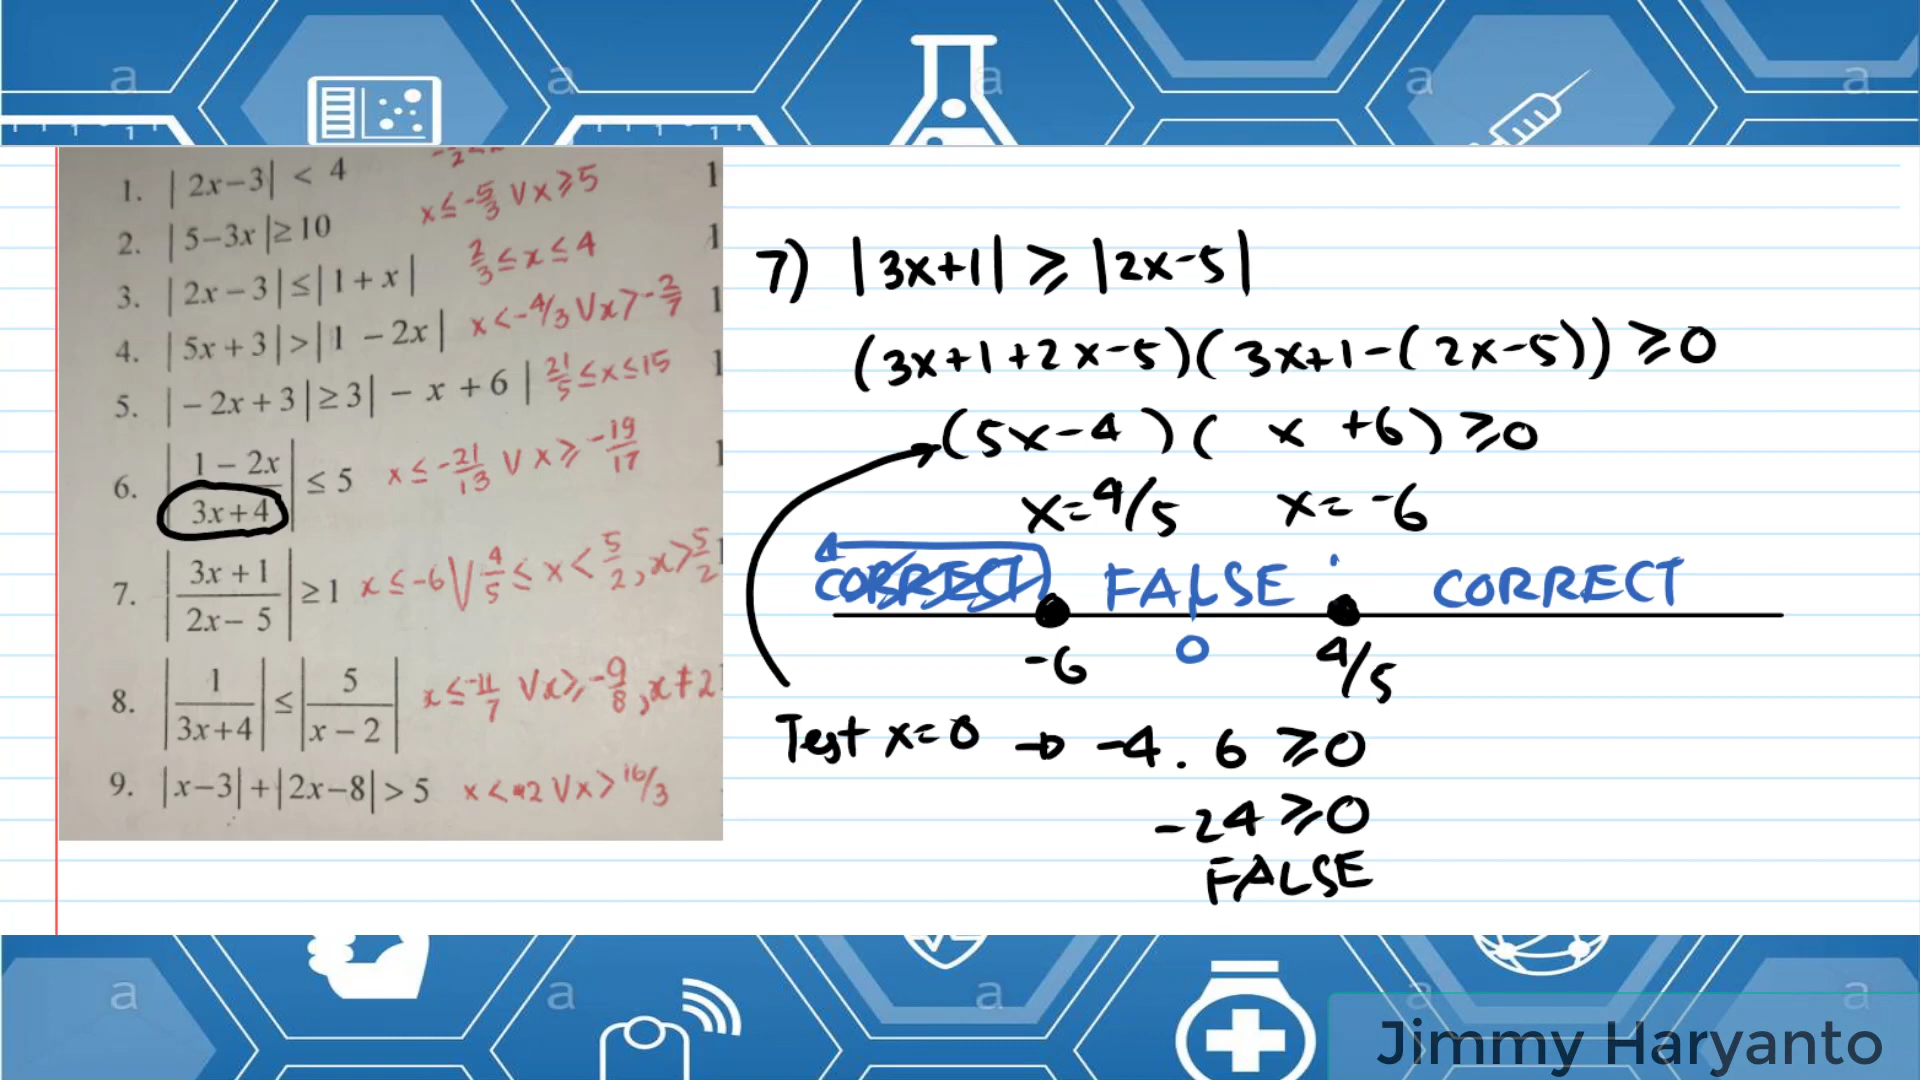 1. |2x−3| < 4
x ≤ -5/3 ∨ x ≥ 5
2. |5−3x| ≥ 10
2/3 ≤ x ≤ 4
3. |2x − 3| ≤ |1 + x|
x < -4/3 ∨ x > -2/7
4. |5x + 3| > |1 − 2x|
21/5 ≤ x ≤ 15
5. |− 2x + 3| ≥ 3| − x + 6|
6. |(1 − 2x)/(3x + 4)| ≤ 5 x ≤ -21/13 ∨ x ≥ -19/17
7. |(3x + 1)/(2x − 5)| ≥ 1 x ≤ -6 ∨ 4/5 ≤ x < 5/2, x > 5/2
8. |1/(3x+4)| ≤ |5/(x − 2)| x ≤ -11/7 ∨ x ≥ -9/8, x ≠ 2
9. |x−3| + |2x−8| > 5 x < 2 ∨ x > 16/3
7) |3x+1| ≥ |2x-5|
(3x+1+2x-5)(3x+1-(2x-5)) ≥ 0
(5x-4)( x +6) ≥ 0
x = 4/5 x = -6
CORRECT FALSE CORRECT
-6 0 4/5
Test x=0 → -4 . 6 ≥ 0
-24 ≥ 0
FALSE
Jimmy Haryanto